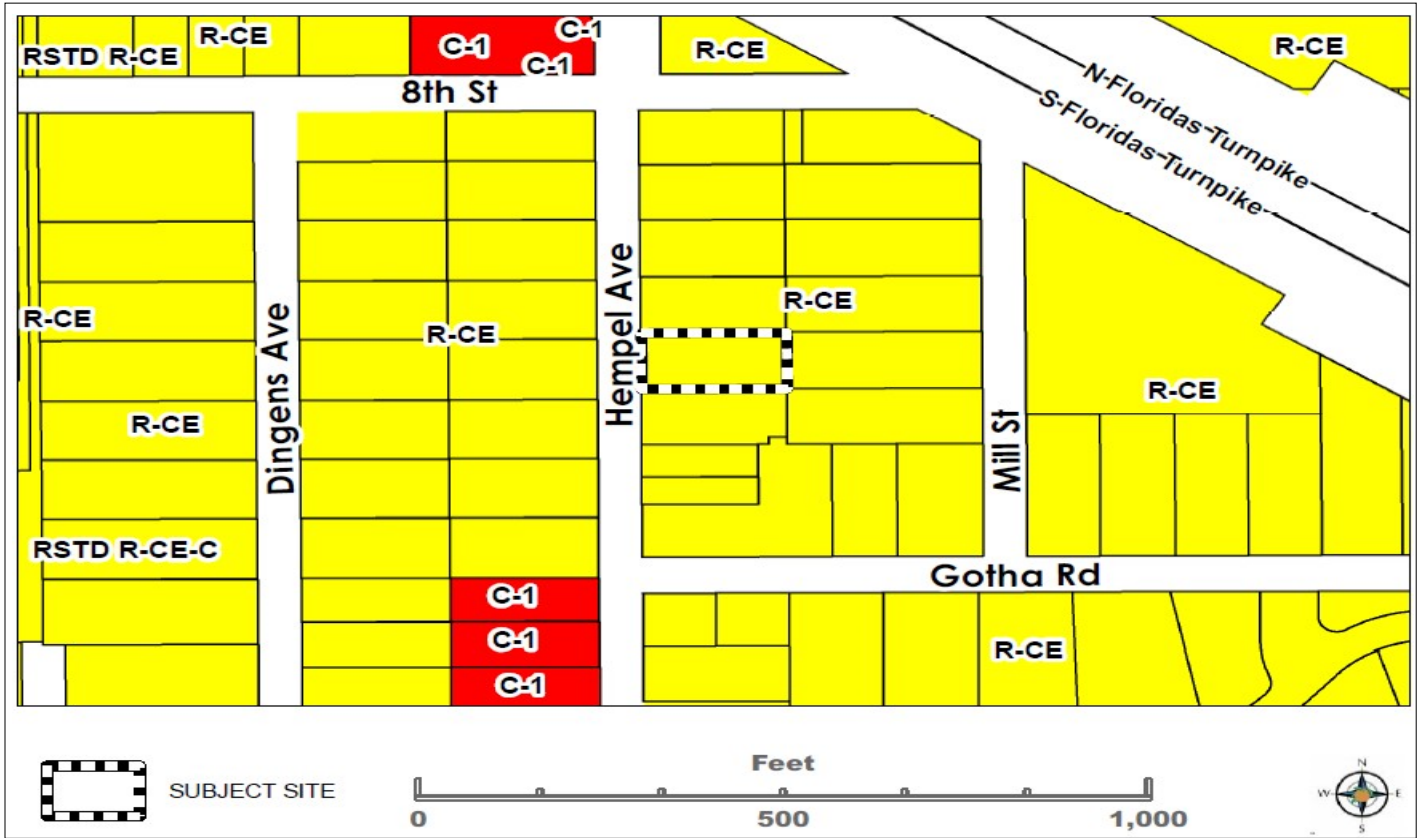 RSTD R-CE
R-CE
C-1
C-1
C-1
R-CE
R-CE
8th St
N-Floridas-Turnpike
S-Floridas-Turnpike
R-CE
Dingens Ave
R-CE
Hempel Ave
R-CE
R-CE
R-CE
Mill St
RSTD R-CE-C
Gotha Rd
C-1
C-1
C-1
R-CE
SUBJECT SITE
Feet
0 500 1,000
N
W E
S